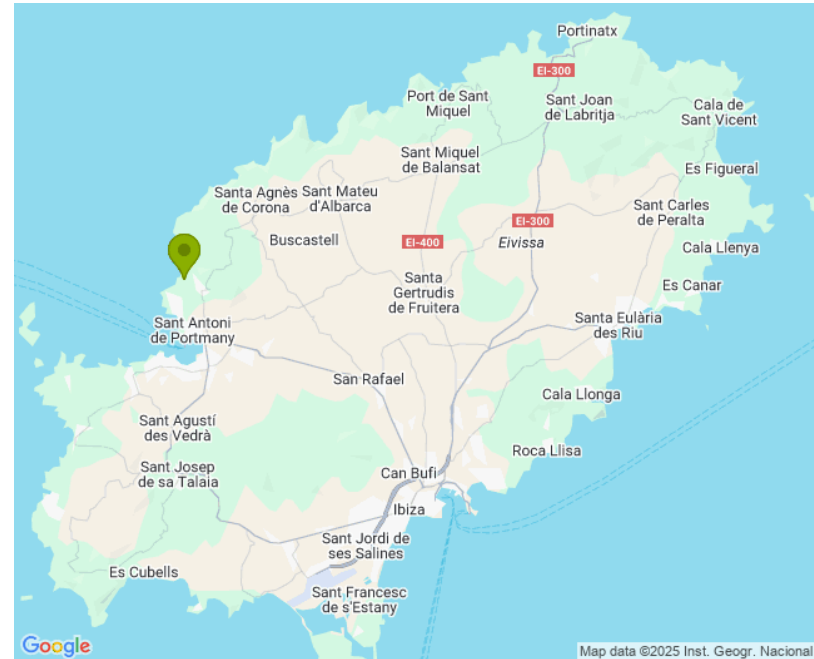 Portinatx
EI-300
Port de Sant
Miquel
Sant Joan
de Labritja
Cala de
Sant Vicent
Sant Miquel
de Balansat
Es Figueral
Santa Agnès
de Corona
Sant Mateu
d'Albarca
Sant Carles
de Peralta
EI-300
Buscastell
EI-400
Eivissa
Cala Llenya
Santa
Gertrudis
de Fruitera
Es Canar
Sant Antoni
de Portmany
Santa Eulària
des Riu
San Rafael
Cala Llonga
Sant Agustí
des Vedrà
Roca Llisa
Sant Josep
de sa Talaia
Can Bufi
Ibiza
Sant Jordi de
ses Salines
Es Cubells
Sant Francesc
de s'Estany
Google
Map data ©2025 Inst. Geogr. Nacional